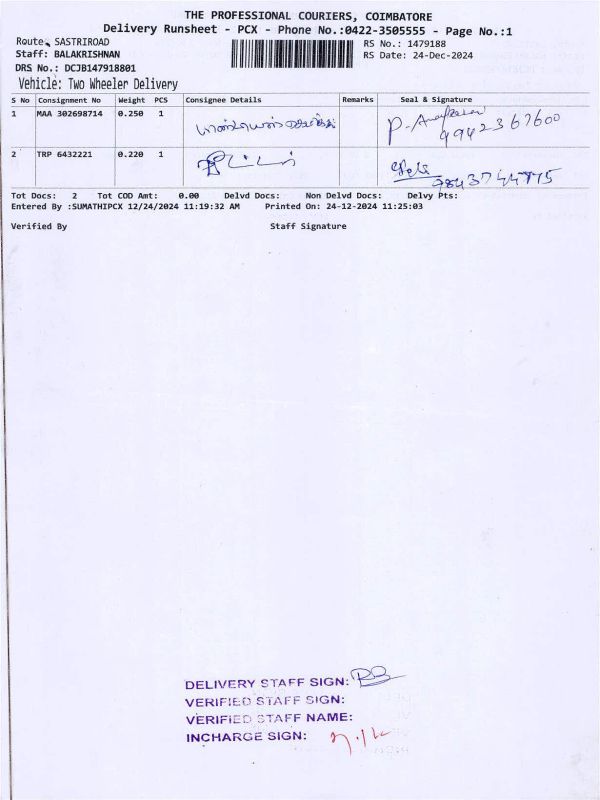 THE PROFESSIONAL COURIERS, COIMBATORE
Delivery Runsheet - PCX - Phone No.:0422-3505555 - Page No.:1
Route: SASTRIROAD
RS No.: 1479188
Staff: BALAKRISHNAN
RS Date: 24-Dec-2024
DRS No.: DCJB147918801
Vehicle: Two Wheeler Delivery
S No Consignment No Weight PCS Consignee Details Remarks Seal & Signature
1 MAA 302698714 0.250 1 P. 9942367600
2 TRP 6432221 0.220 1
Tot Docs: 2 Tot COD Amt: 0.00 Delvd Docs: Non Delvd Docs: Delvy Pts:
Entered By :SUMATHIPCX 12/24/2024 11:19:32 AM Printed On: 24-12-2024 11:25:03
Verified By Staff Signature
DELIVERY STAFF SIGN:
VERIFIED STAFF SIGN:
VERIFIED STAFF NAME:
INCHARGE SIGN: